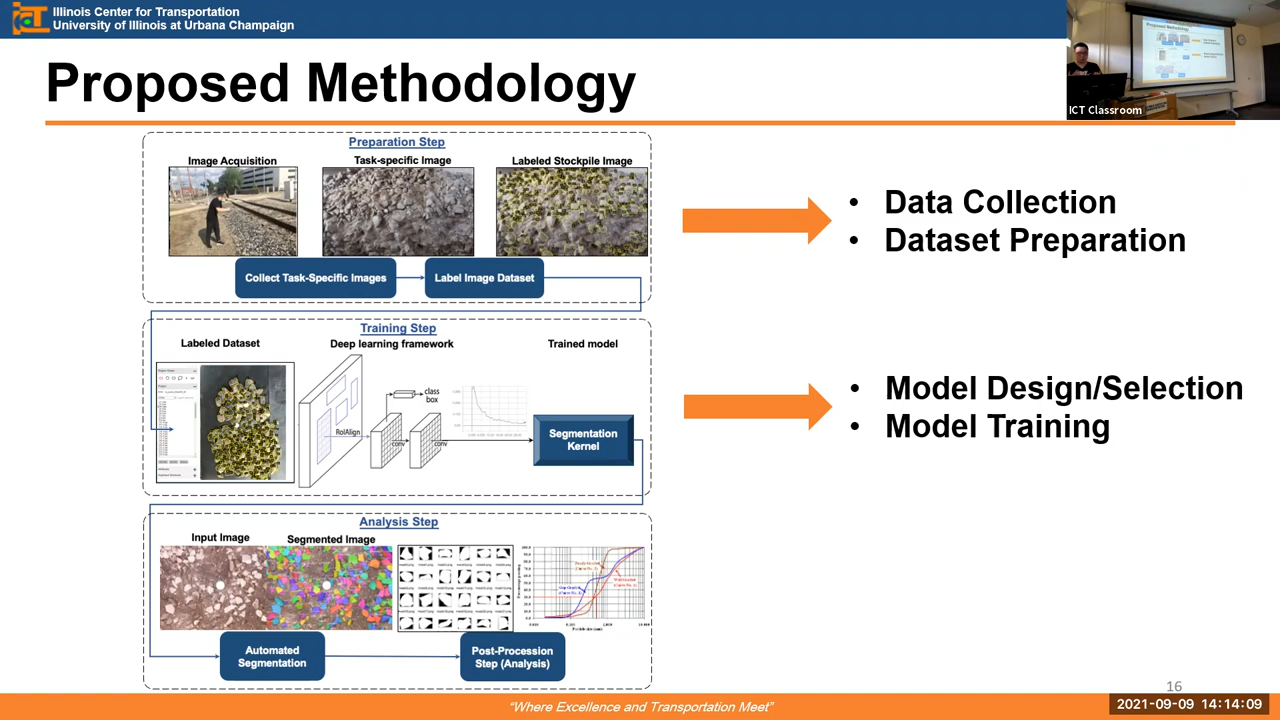 Illinois Center for Transportation
University of Illinois at Urbana Champaign
Proposed Methodology
ICT Classroom
Preparation Step
Image Acquisition
Task-specific Image
Labeled Stockpile Image
Collect Task-Specific Images
Label Image Dataset
• Data Collection
• Dataset Preparation
Training Step
Labeled Dataset
Deep learning framework
Trained model
class
box
RoIAlign
conv
conv
Segmentation
Kernel
• Model Design/Selection
• Model Training
Analysis Step
Input Image
Segmented Image
Automated
Segmentation
Post-Procession
Step (Analysis)
16
"Where Excellence and Transportation Meet"
2021-09-09 14:14:09